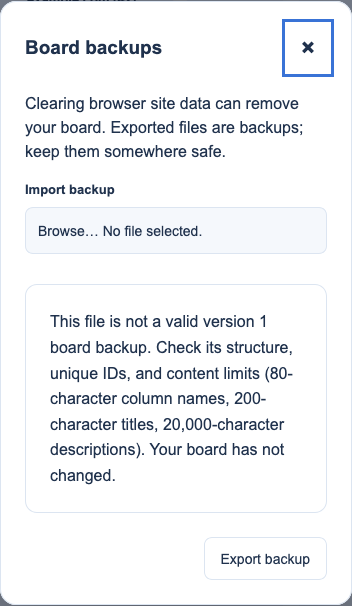 Board backups
×
Clearing browser site data can remove
your board. Exported files are backups;
keep them somewhere safe.
Import backup
Browse… No file selected.
This file is not a valid version 1
board backup. Check its structure,
unique IDs, and content limits (80-
character column names, 200-
character titles, 20,000-character
descriptions). Your board has not
changed.
Export backup